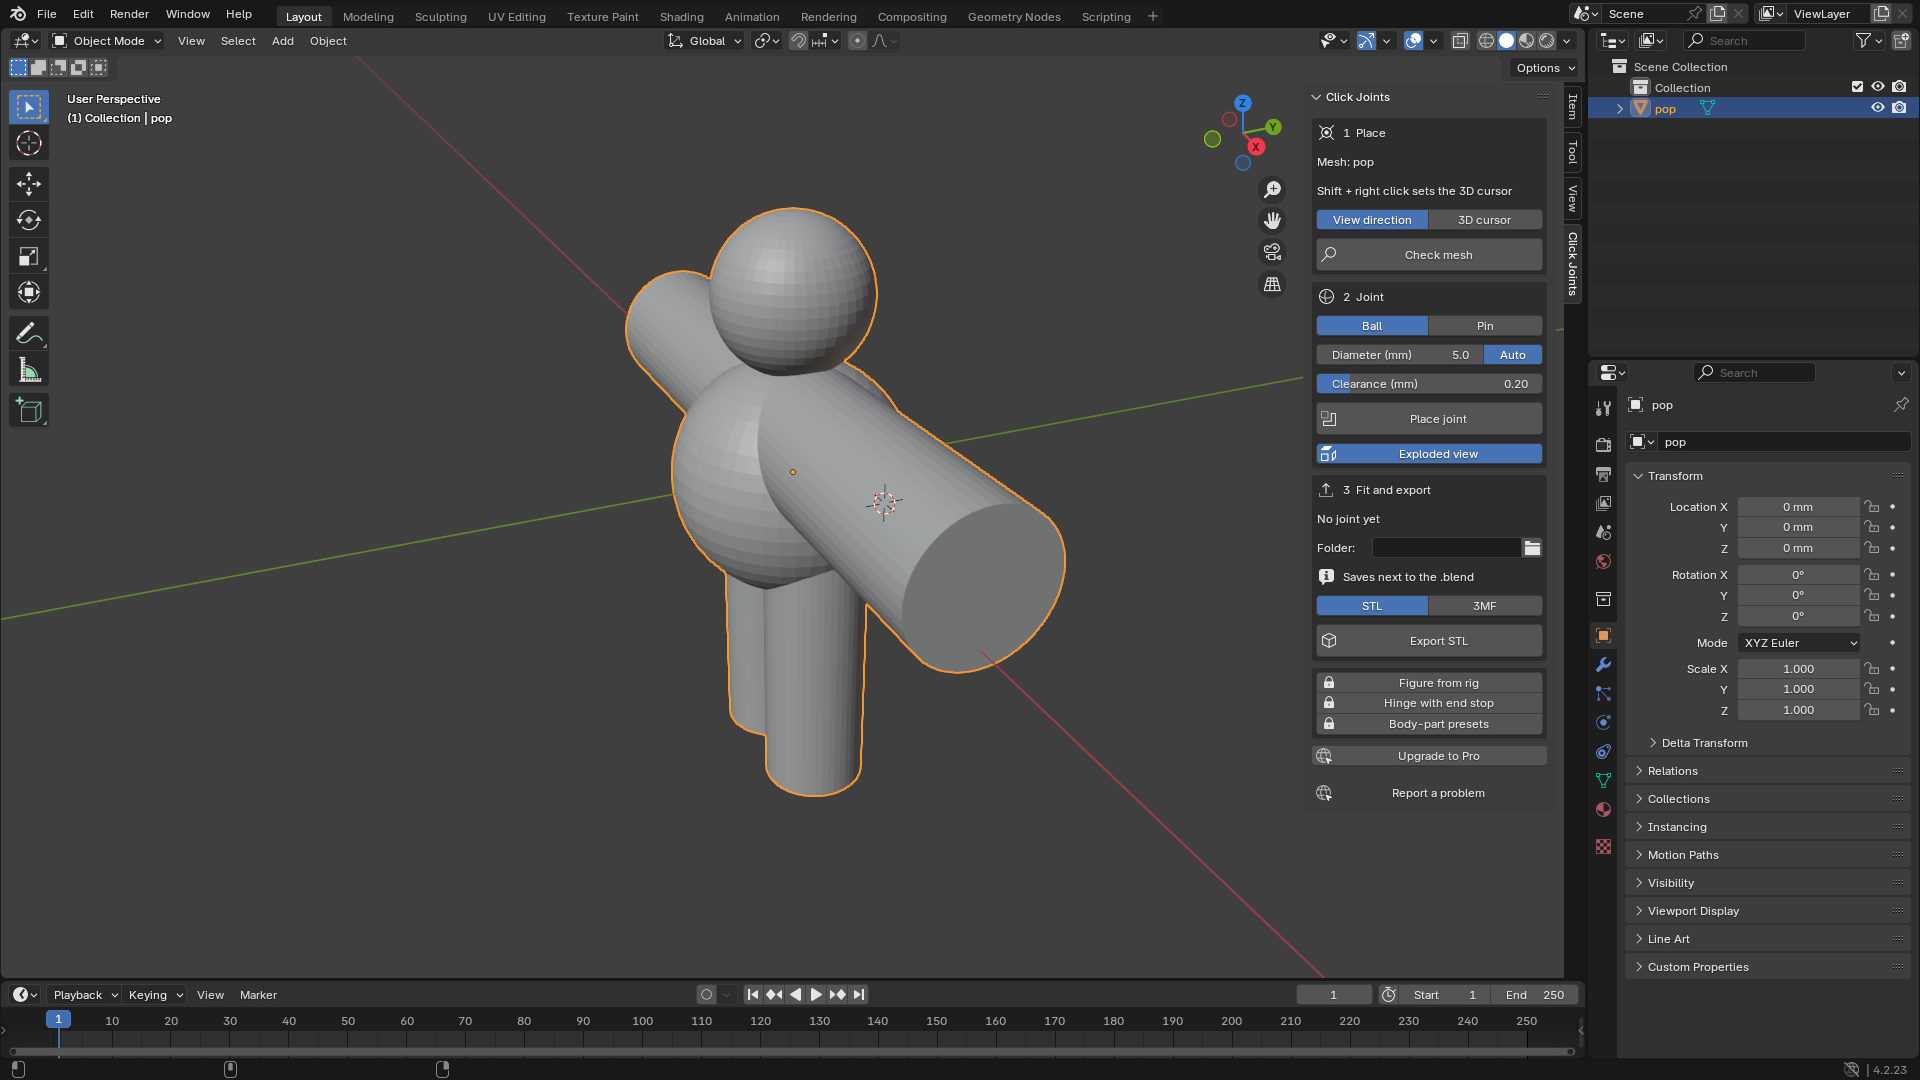 File Edit Render Window Help Layout Modeling Sculpting UV Editing Texture Paint Shading Animation Rendering Compositing Geometry Nodes Scripting + Scene ViewLayer
Object Mode View Select Add Object Global Search
Options
User Perspective
(1) Collection | pop
Z
Y
X
Click Joints
1 Place
Mesh: pop
Shift + right click sets the 3D cursor
View direction 3D cursor
Check mesh
2 Joint
Ball Pin
Diameter (mm) 5.0 Auto
Clearance (mm) 0.20
Place joint
Exploded view
3 Fit and export
No joint yet
Folder:
Saves next to the .blend
STL 3MF
Export STL
Figure from rig
Hinge with end stop
Body-part presets
Upgrade to Pro
Report a problem
Item
Tool
View
Click Joints
Scene Collection
Collection
pop
Search
pop
pop
Transform
Location X 0 mm
Y 0 mm
Z 0 mm
Rotation X 0°
Y 0°
Z 0°
Mode XYZ Euler
Scale X 1.000
Y 1.000
Z 1.000
Delta Transform
Relations
Collections
Instancing
Motion Paths
Visibility
Viewport Display
Line Art
Custom Properties
Playback Keying View Marker 1 Start 1 End 250
1 10 20 30 40 50 60 70 80 90 100 110 120 130 140 150 160 170 180 190 200 210 220 230 240 250
4.2.23